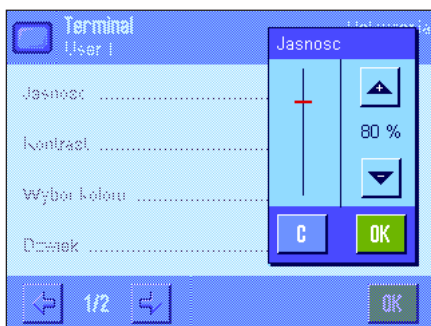 Terminal
User 1
Jasnosc
Jasnosc
Kontrast
80 %
Wybor koloru
Dzwiek
C
OK
1/2
OK